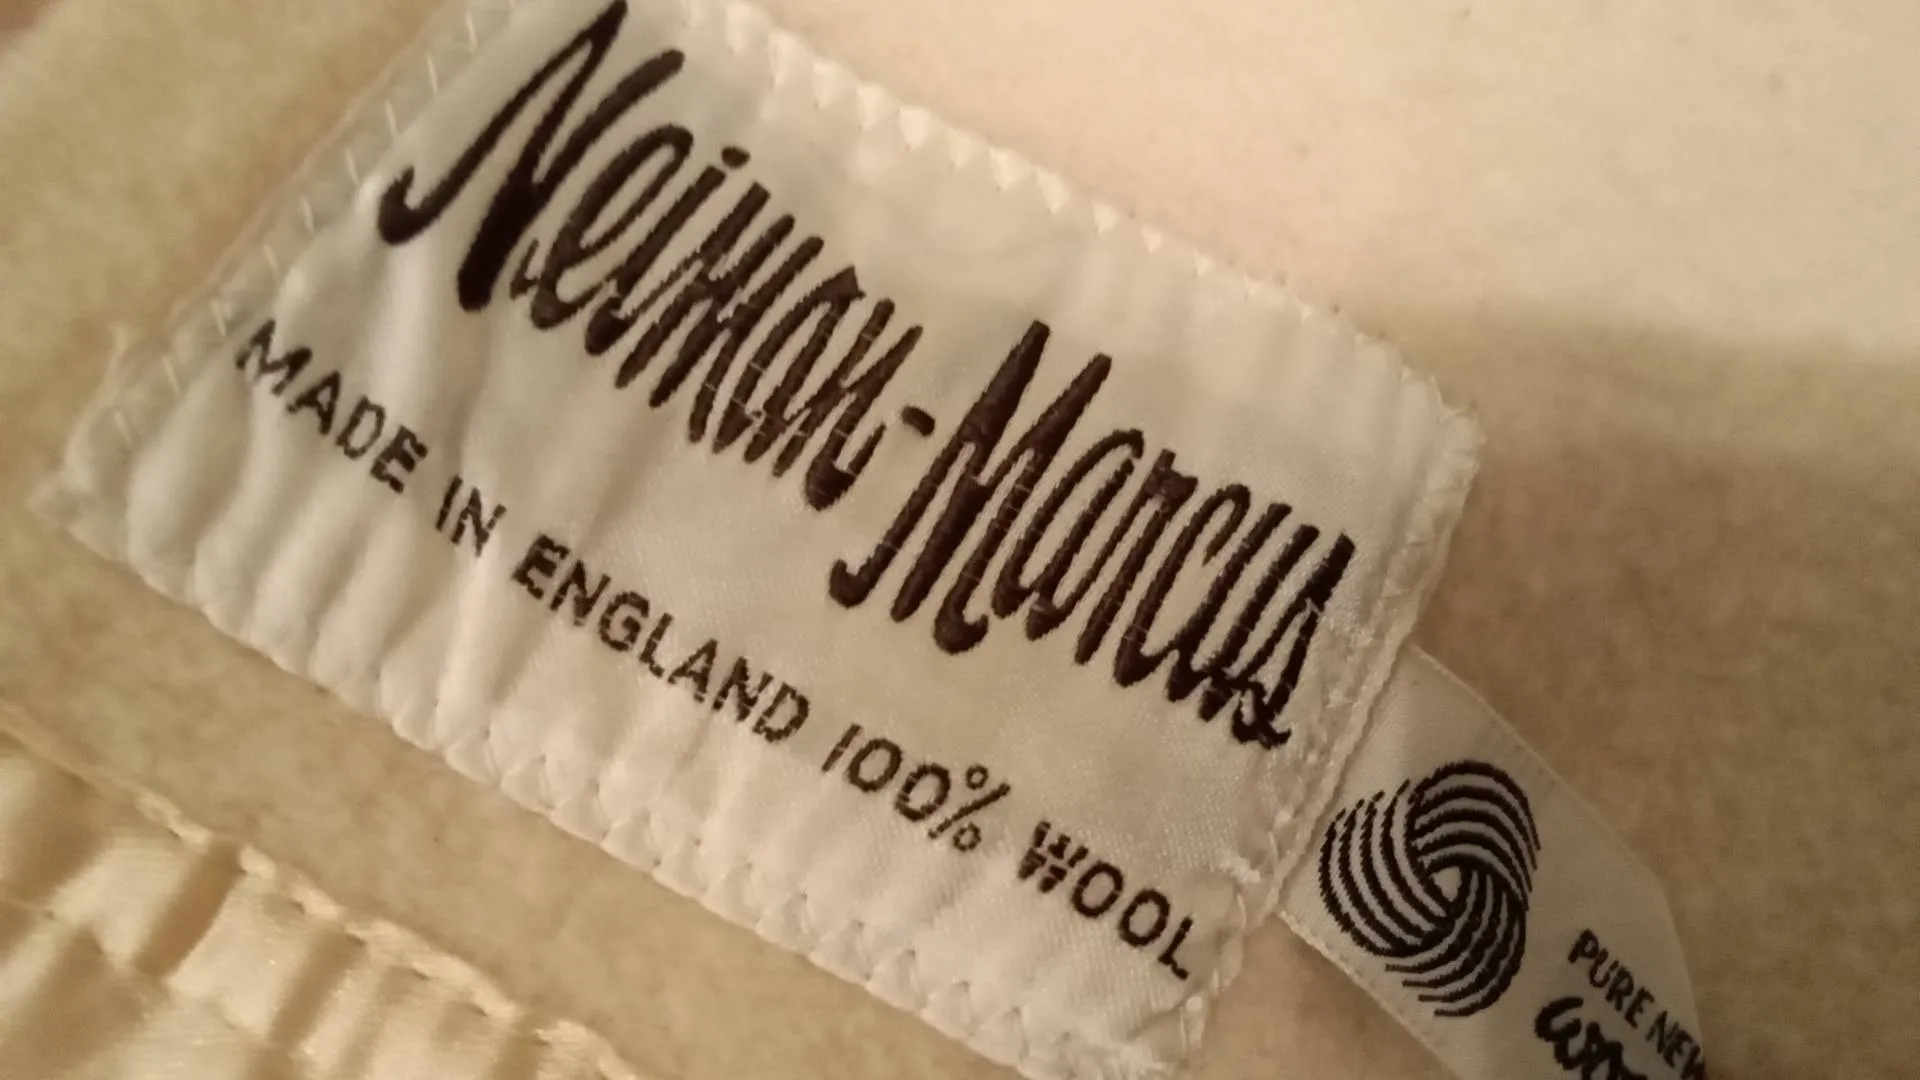 Neiman-Marcus
MADE IN ENGLAND 100% WOOL
PURE NEW